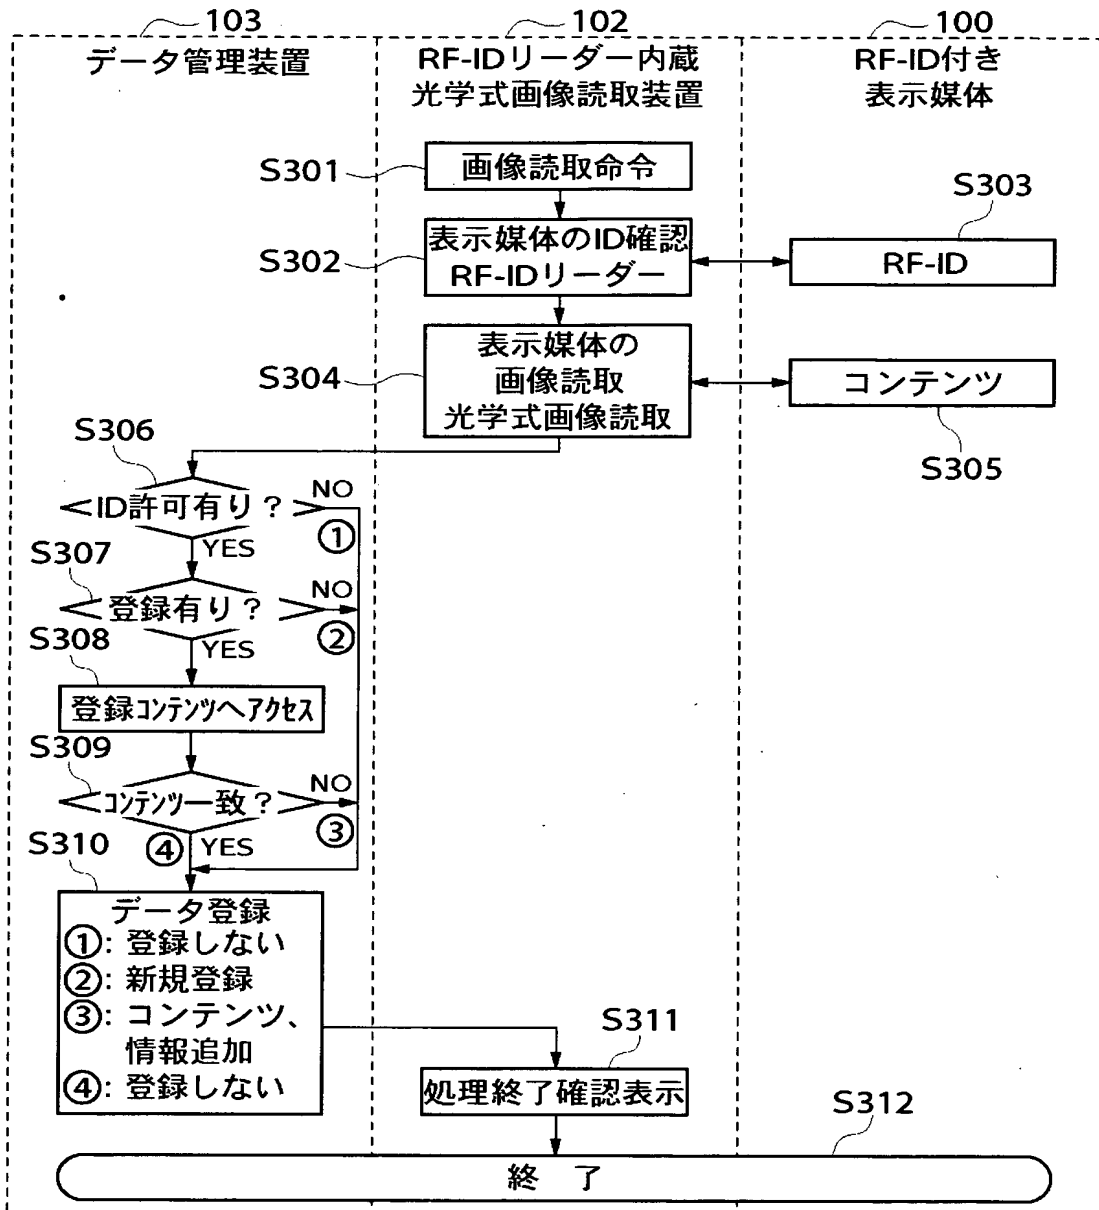 103
102
100
データ管理装置
RF-IDリーダー内蔵
光学式画像読取装置
RF-ID付き
表示媒体
S301
画像読取命令
S303
S302
表示媒体のID確認
RF-IDリーダー
RF-ID
S304
表示媒体の
画像読取
光学式画像読取
コンテンツ
S305
S306
ID許可有り?
NO
①
YES
S307
登録有り?
NO
②
YES
S308
登録コンテンツへアクセス
S309
コンテンツ一致?
NO
③
④
YES
S310
データ登録
①: 登録しない
②: 新規登録
③: コンテンツ、
情報追加
④: 登録しない
S311
処理終了確認表示
S312
終 了